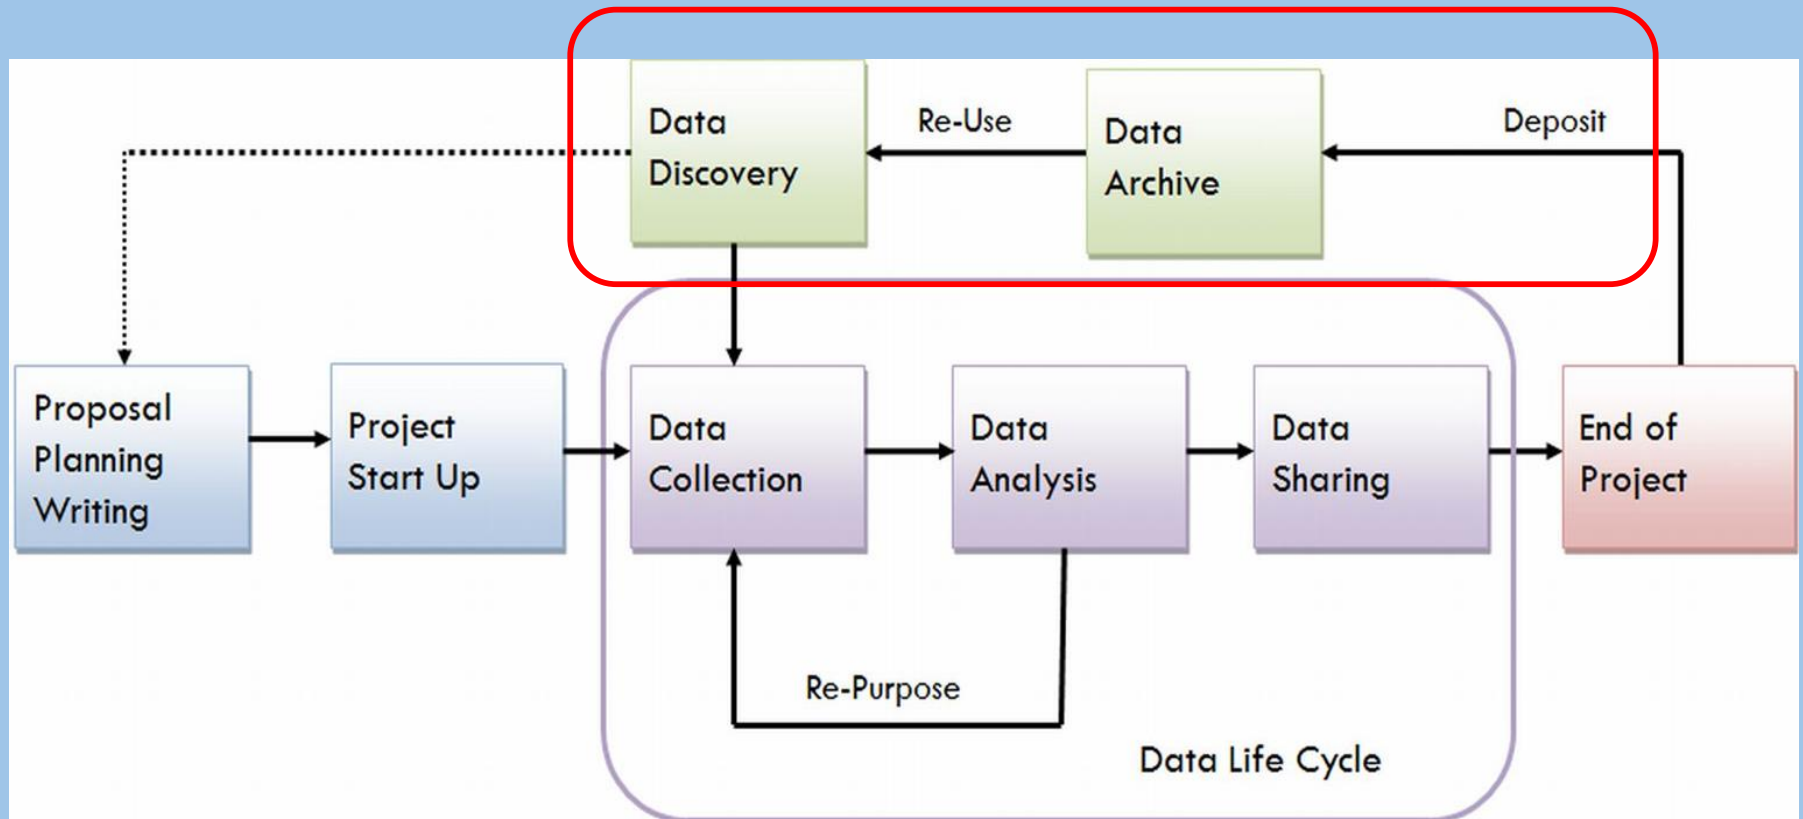 Data
Discovery
Re-Use
Data
Archive
Deposit
Proposal
Planning
Writing
Project
Start Up
Data
Collection
Data
Analysis
Data
Sharing
End of
Project
Re-Purpose
Data Life Cycle